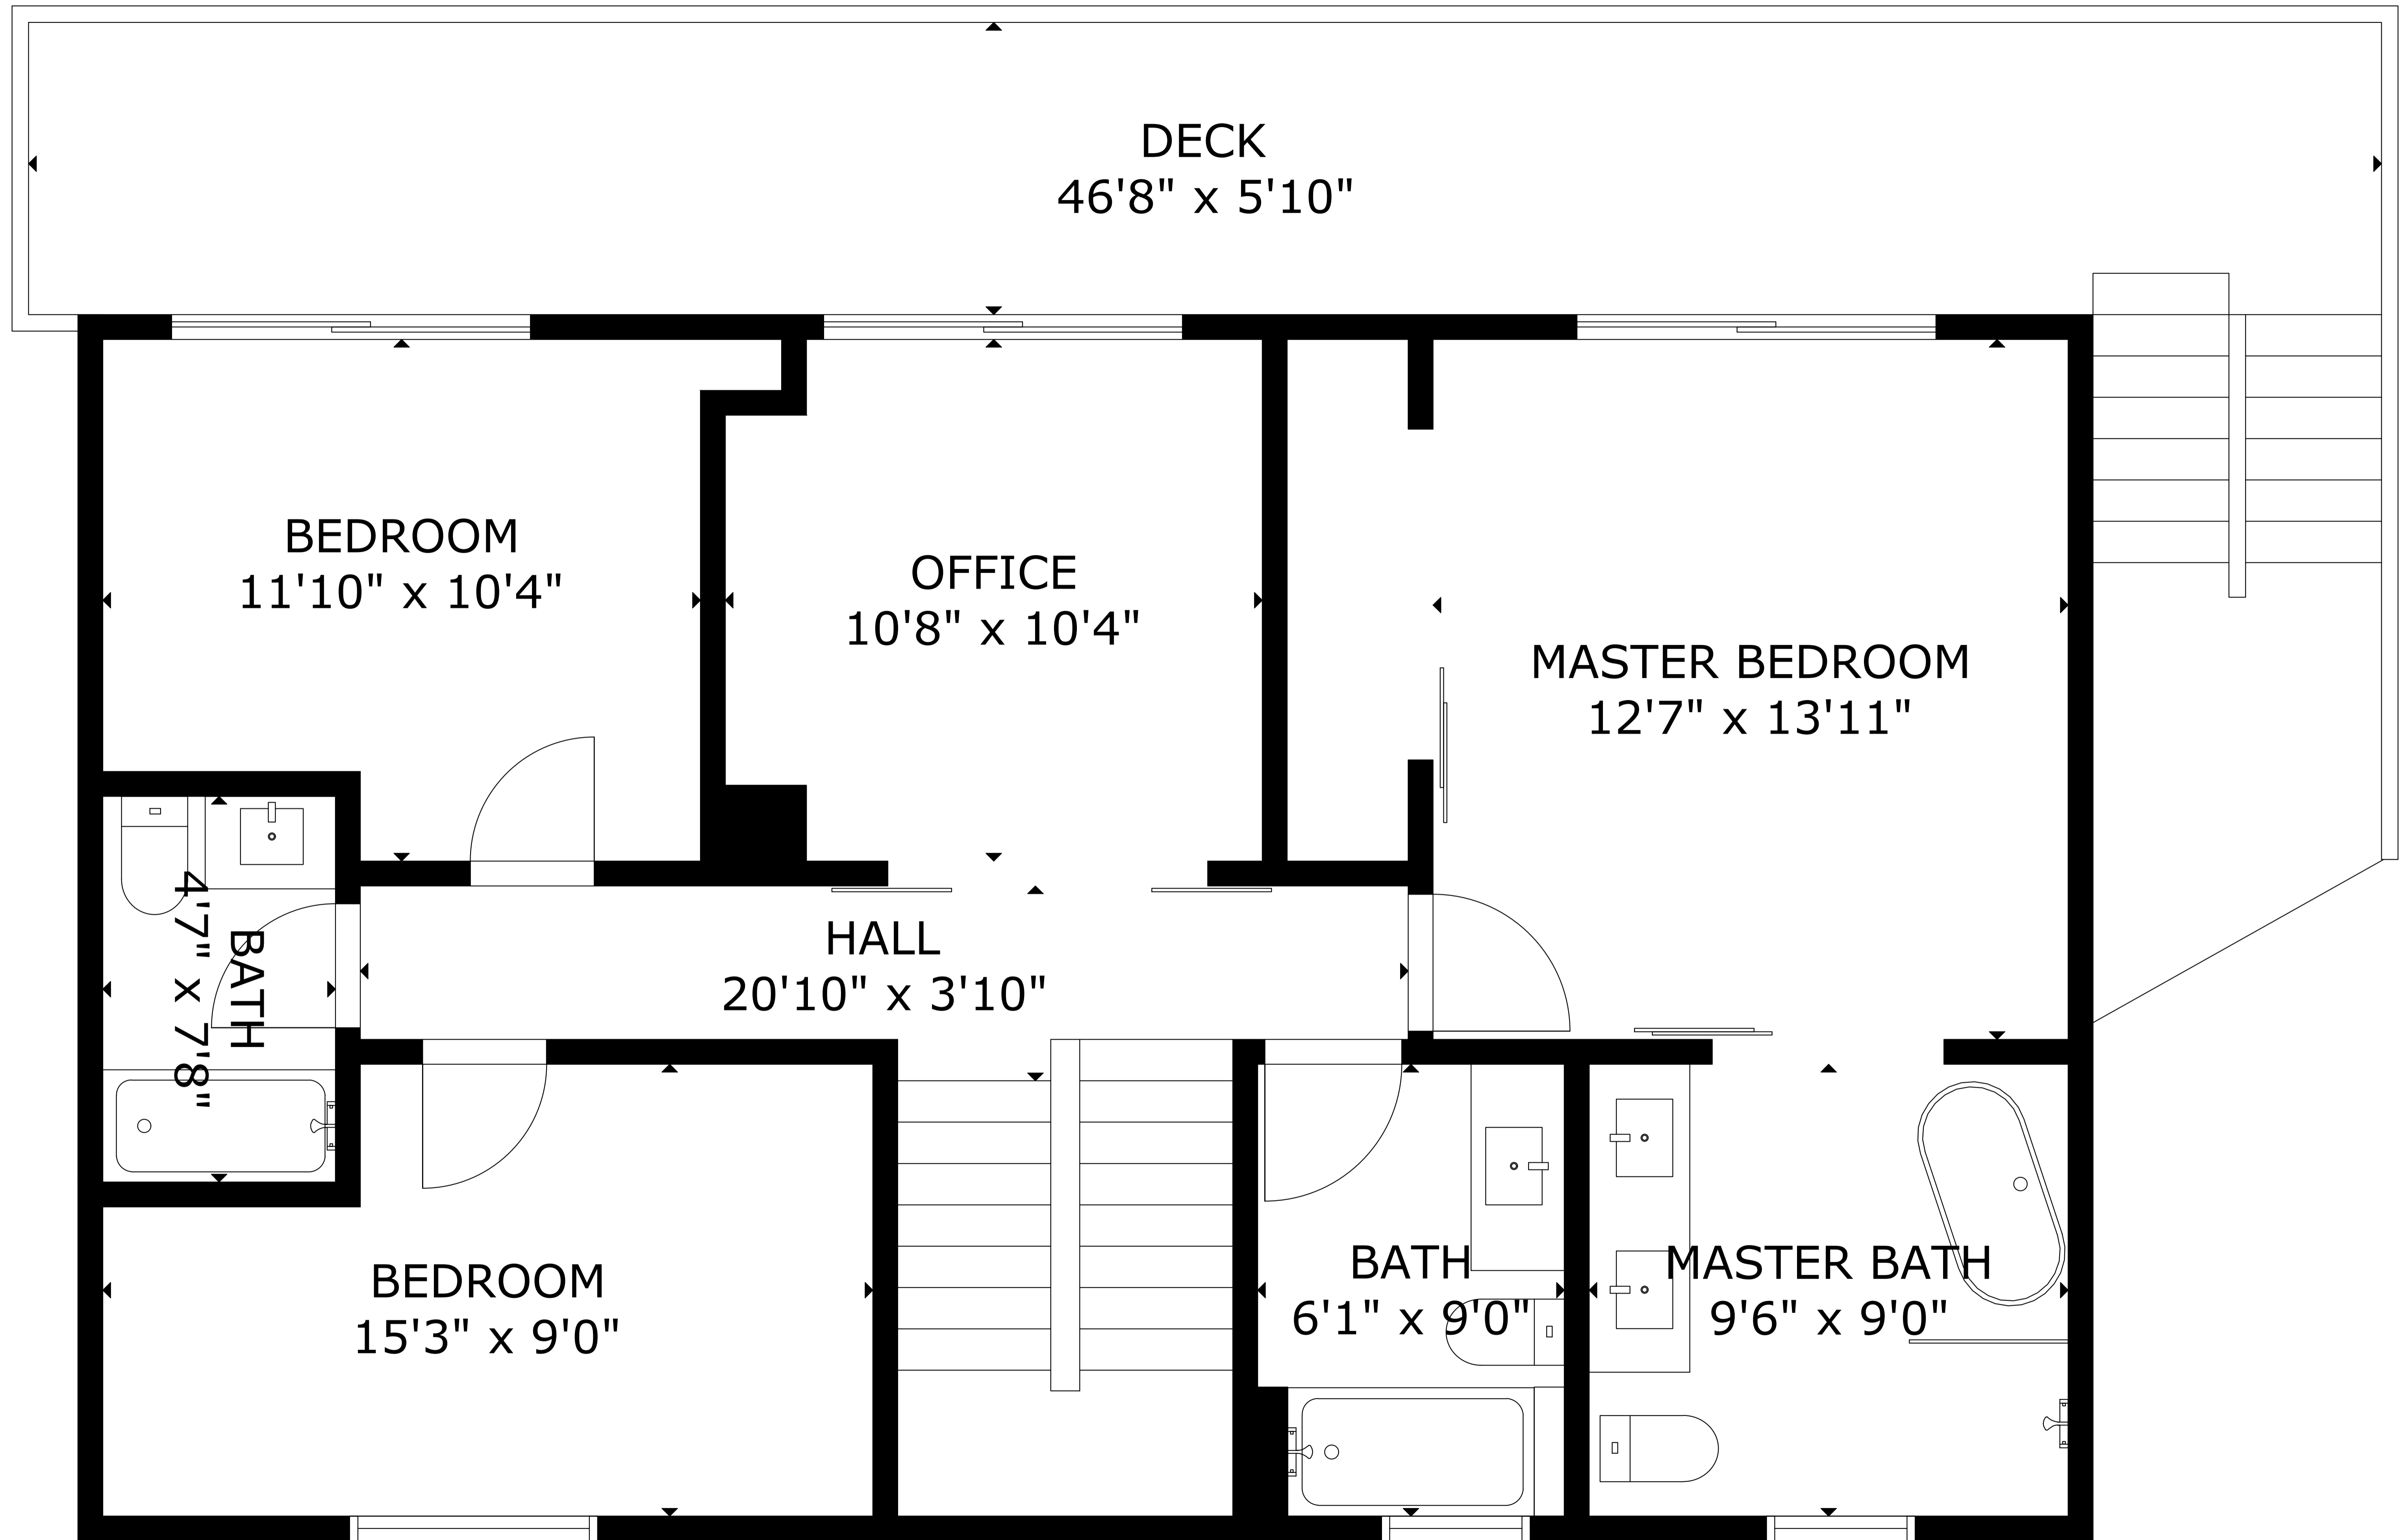 DECK
46'8" x 5'10"
BEDROOM
11'10" x 10'4"
OFFICE
10'8" x 10'4"
MASTER BEDROOM
12'7" x 13'11"
BATH
4'7" x 7'8"
HALL
20'10" x 3'10"
BEDROOM
15'3" x 9'0"
BATH
6'1" x 9'0"
MASTER BATH
9'6" x 9'0"